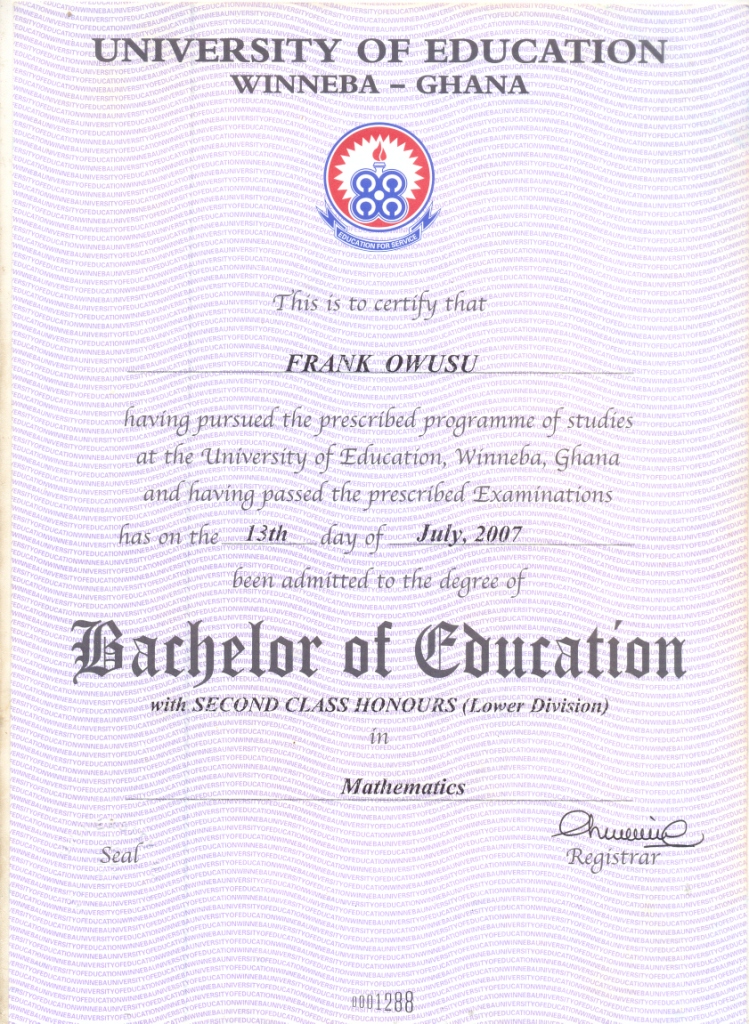 UNIVERSITY OF EDUCATION
WINNEBA – GHANA
EDUCATION FOR SERVICE
This is to certify that
FRANK OWUSU
having pursued the prescribed programme of studies
at the University of Education, Winneba, Ghana
and having passed the prescribed Examinations
has on the 13th day of July, 2007
been admitted to the degree of
Bachelor of Education
with SECOND CLASS HONOURS (Lower Division)
in
Mathematics
Seal
Registrar
0001288